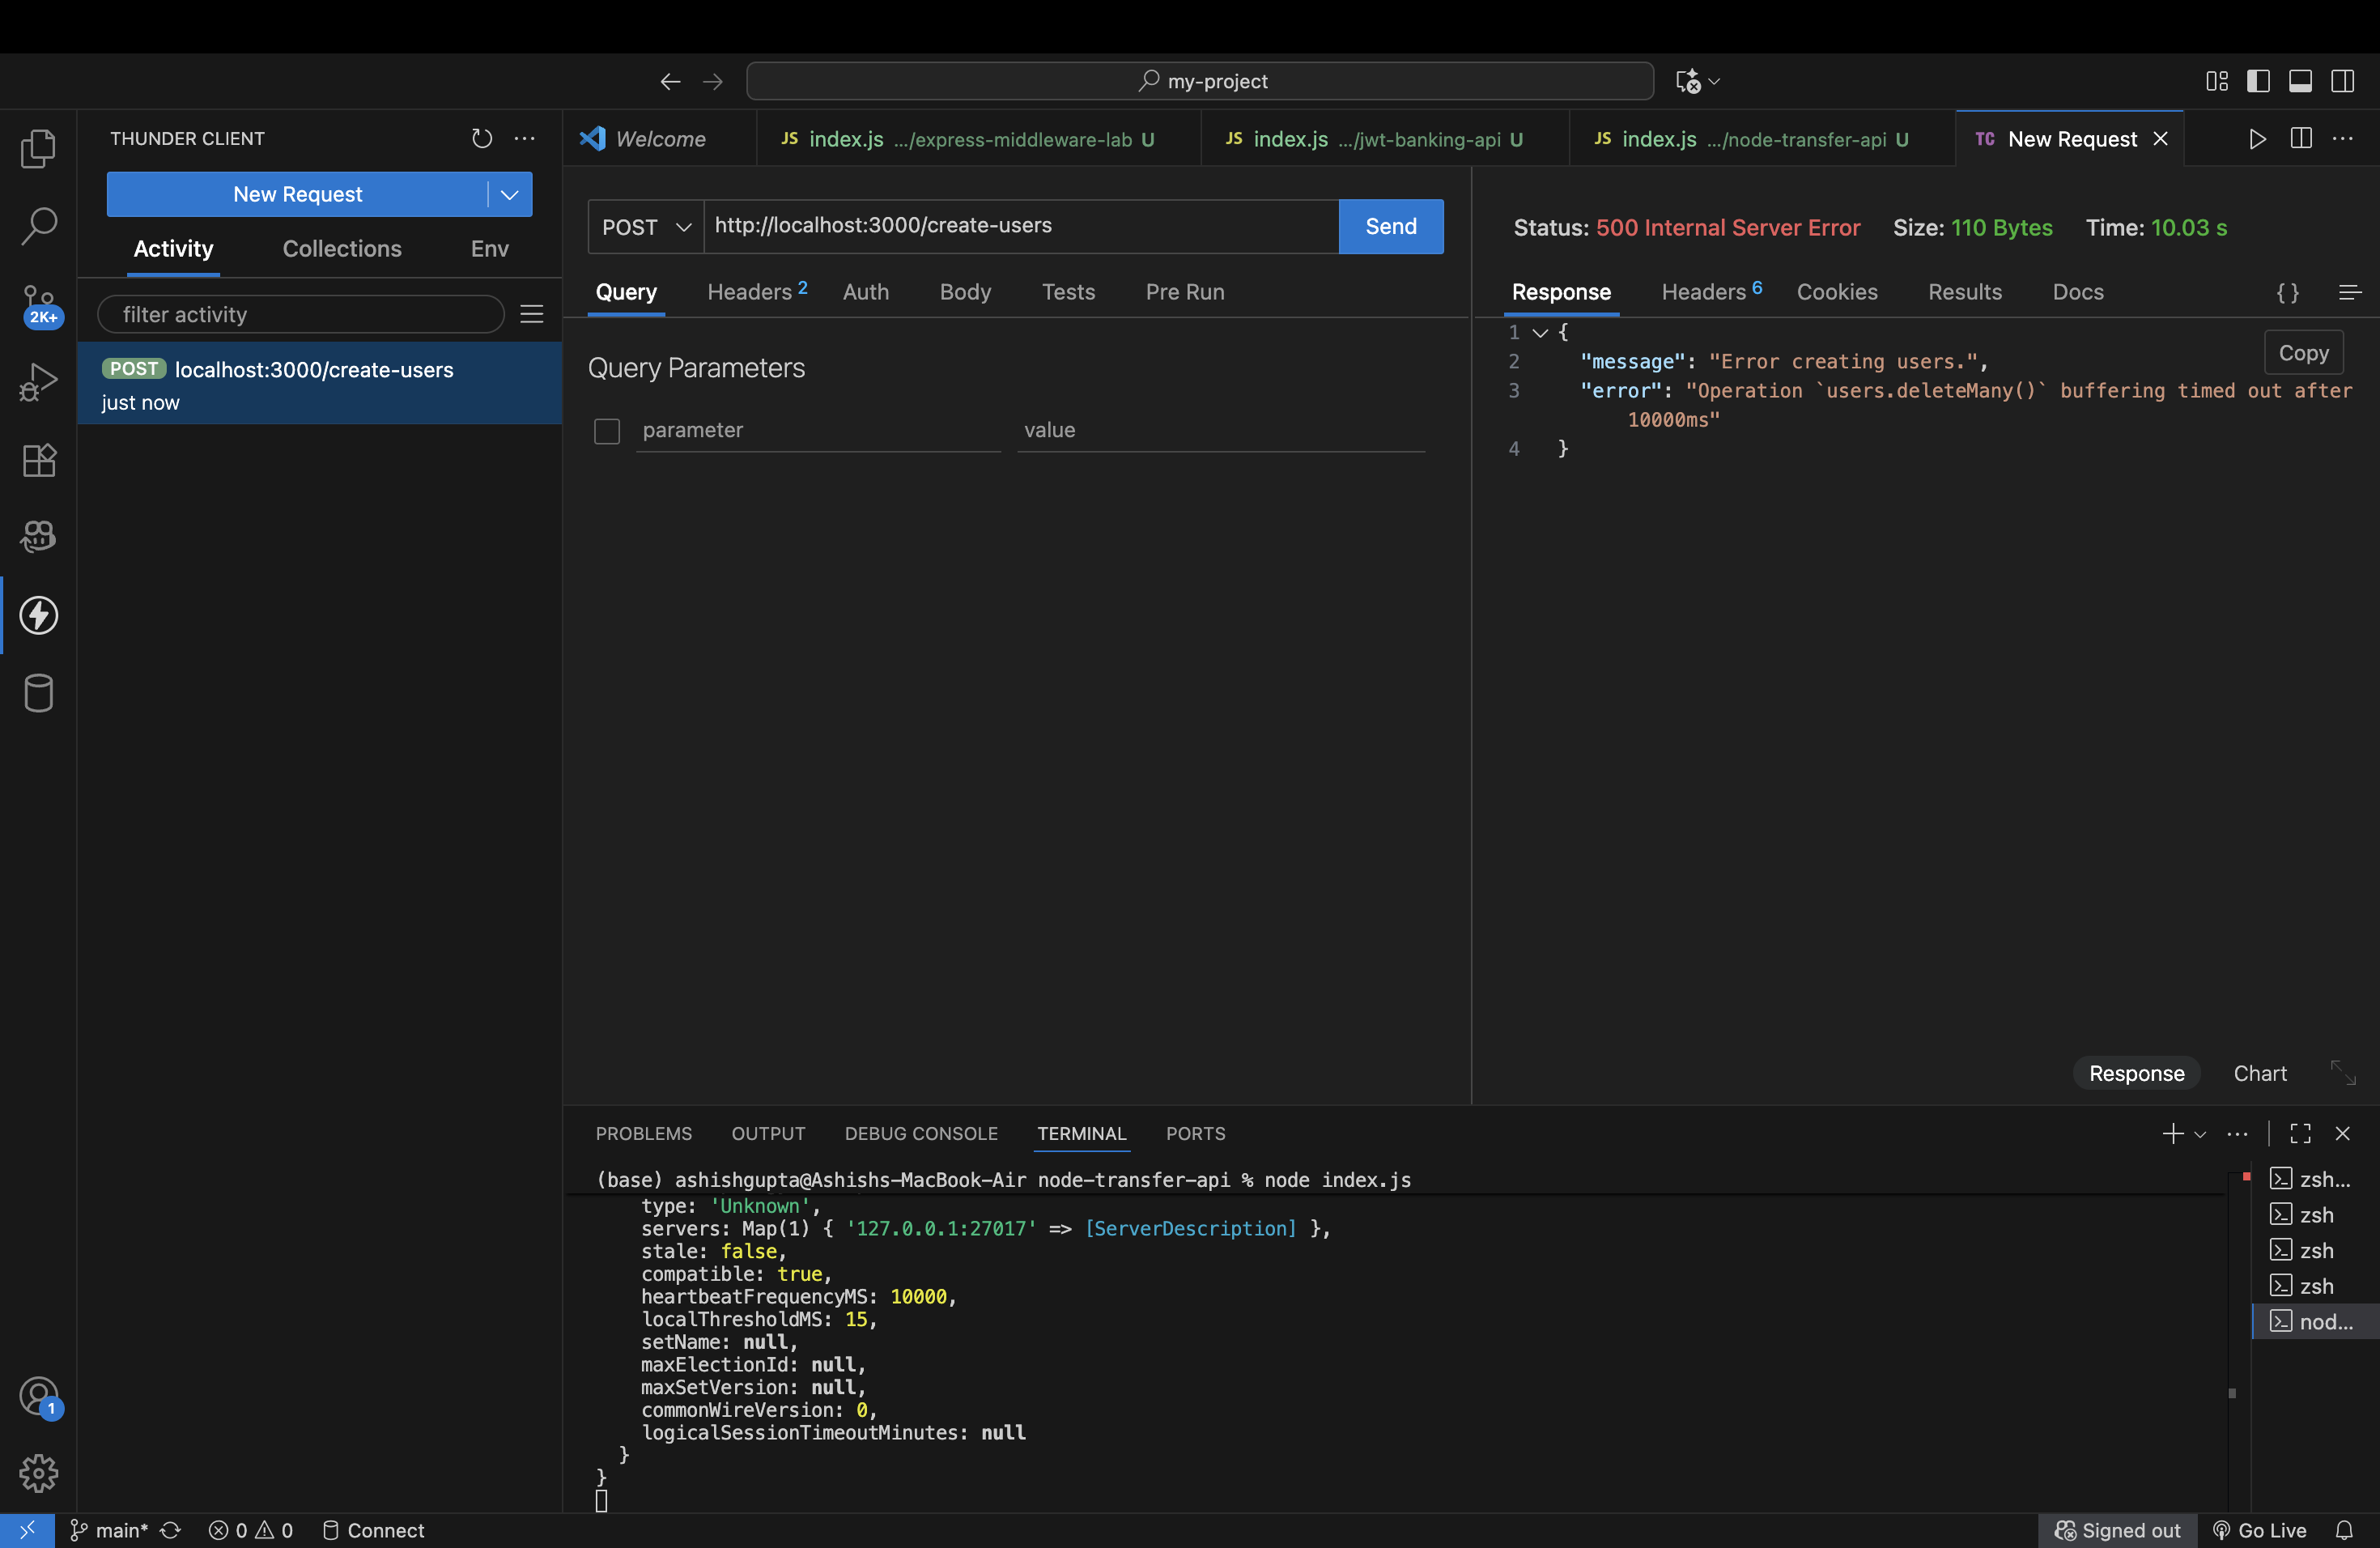 my-project
THUNDER CLIENT
Welcome
JS index.js .../express-middleware-lab U
JS index.js .../jwt-banking-api U
JS index.js .../node-transfer-api U
TC New Request
New Request
Activity
Collections
Env
filter activity
POST localhost:3000/create-users
just now
2K+
1
POST
http://localhost:3000/create-users
Send
Query
Headers 2
Auth
Body
Tests
Pre Run
Query Parameters
parameter
value
Status: 500 Internal Server Error
Size: 110 Bytes
Time: 10.03 s
Response
Headers 6
Cookies
Results
Docs
{ }
Copy
1 {
2 "message": "Error creating users.",
3 "error": "Operation `users.deleteMany()` buffering timed out after
10000ms"
4 }
Response
Chart
PROBLEMS
OUTPUT
DEBUG CONSOLE
TERMINAL
PORTS
(base) ashishgupta@Ashishs-MacBook-Air node-transfer-api % node index.js
type: 'Unknown',
servers: Map(1) { '127.0.0.1:27017' => [ServerDescription] },
stale: false,
compatible: true,
heartbeatFrequencyMS: 10000,
localThresholdMS: 15,
setName: null,
maxElectionId: null,
maxSetVersion: null,
commonWireVersion: 0,
logicalSessionTimeoutMinutes: null
}
}
zsh...
zsh
zsh
zsh
nod...
main*
0
0
Connect
Signed out
Go Live